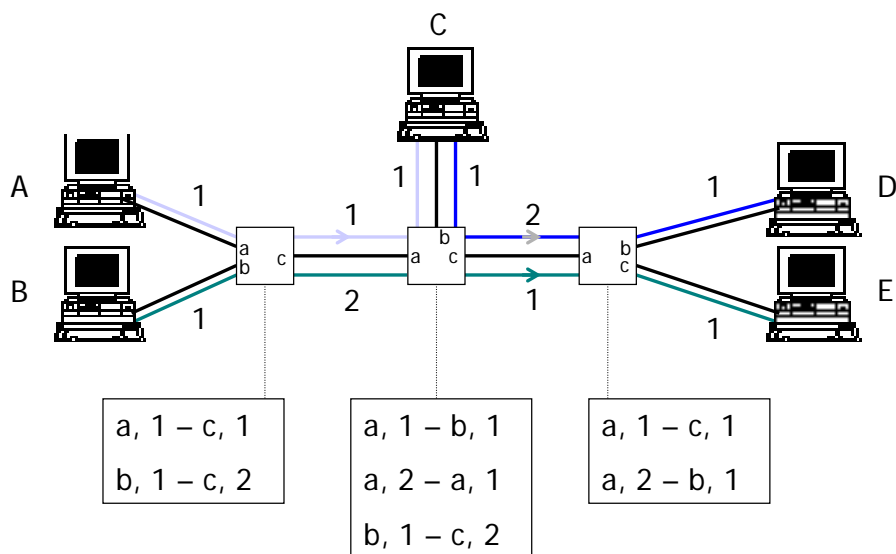 C
A
1
1
1
1
2
1
D
a
b
c
a
b
c
a
b
c
B
1
2
1
1
E
a, 1 – c, 1
b, 1 – c, 2
a, 1 – b, 1
a, 2 – a, 1
b, 1 – c, 2
a, 1 – c, 1
a, 2 – b, 1